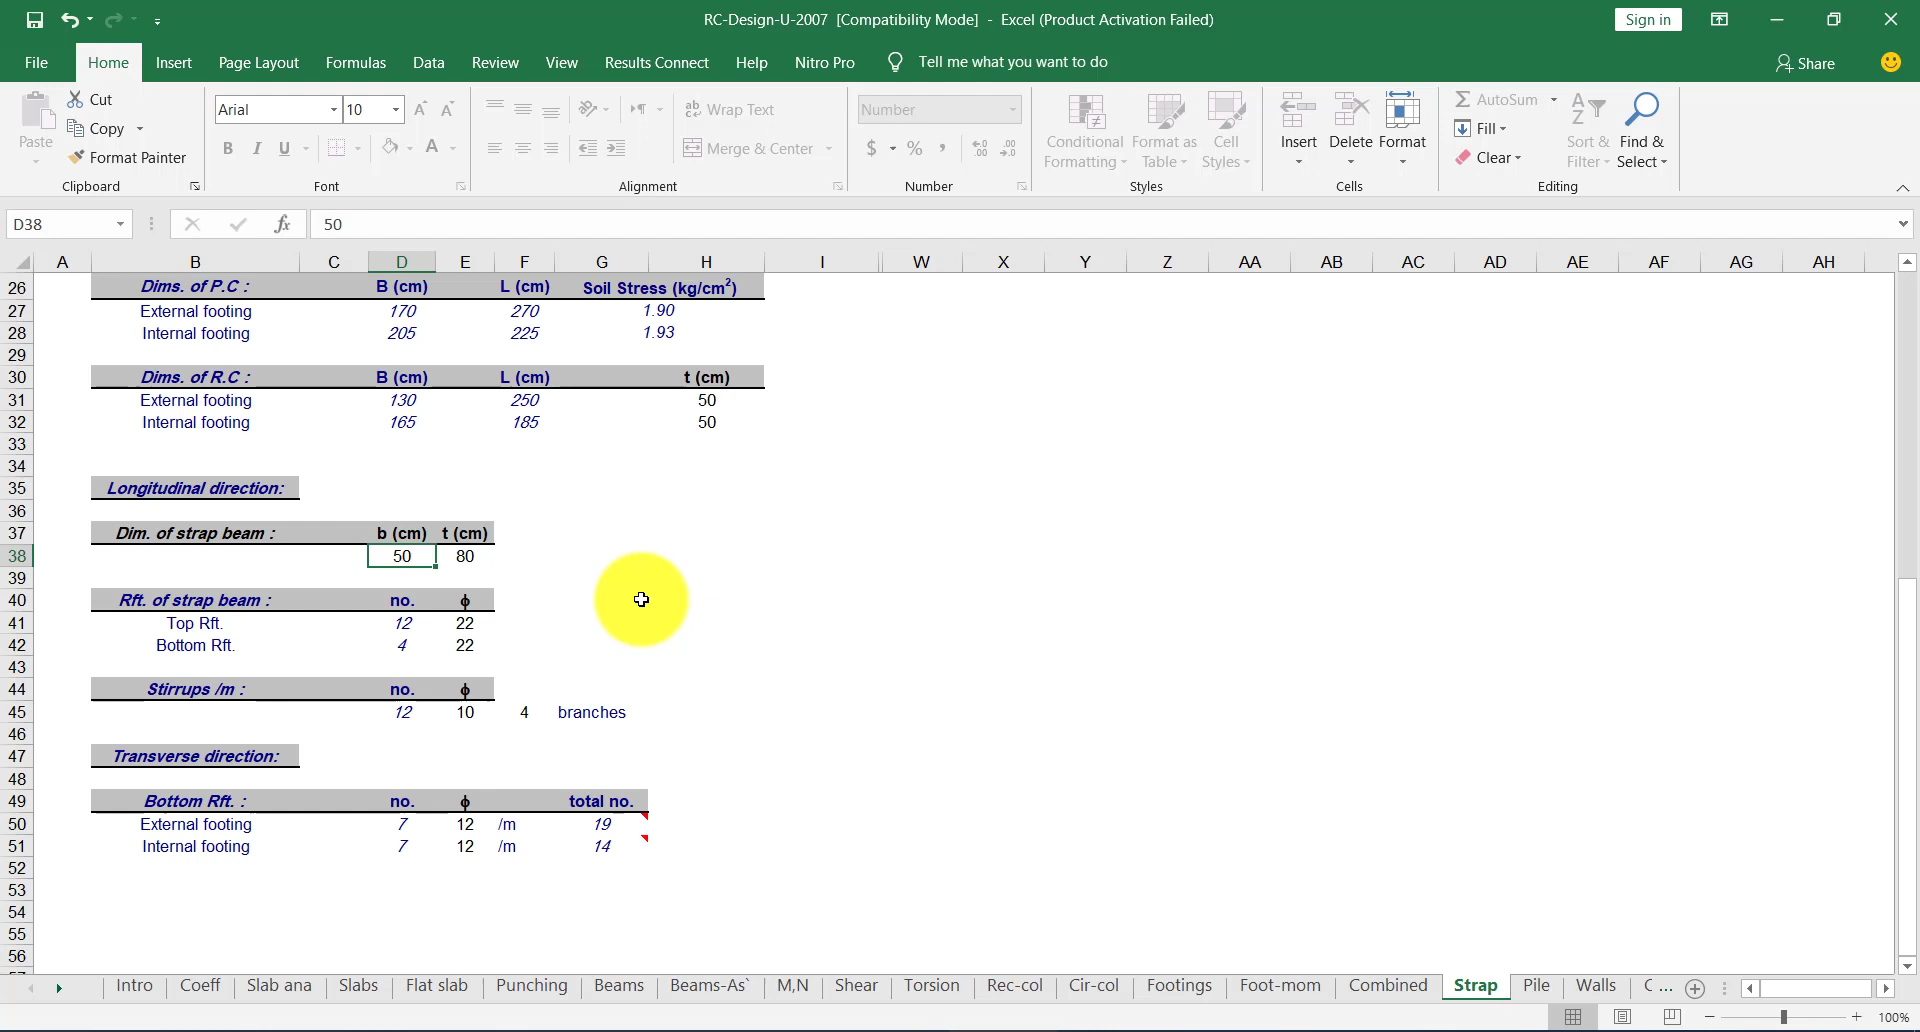 RC-Design-U-2007 [Compatibility Mode] - Excel (Product Activation Failed)
Sign in
File Home Insert Page Layout Formulas Data Review View Results Connect Help Nitro Pro Tell me what you want to do Share
Paste Cut Copy Format Painter
Arial 10
B I U A
Wrap Text
Merge & Center
Number
$ % ,
Conditional Formatting Format as Table Cell Styles
Insert Delete Format
AutoSum Fill Clear
Sort & Filter Find & Select
Clipboard Font Alignment Number Styles Cells Editing
D38 fx 50
A B C D E F G H I W X Y Z AA AB AC AD AE AF AG AH
26 Dims. of P.C : B (cm) L (cm) Soil Stress (kg/cm²)
27 External footing 170 270 1.90
28 Internal footing 205 225 1.93
29
30 Dims. of R.C : B (cm) L (cm) t (cm)
31 External footing 130 250 50
32 Internal footing 165 185 50
33
34
35 Longitudinal direction:
36
37 Dim. of strap beam : b (cm) t (cm)
38 50 80
39
40 Rft. of strap beam : no. ϕ
41 Top Rft. 12 22
42 Bottom Rft. 4 22
43
44 Stirrups /m : no. ϕ
45 12 10 4 branches
46
47 Transverse direction:
48
49 Bottom Rft. : no. ϕ total no.
50 External footing 7 12 /m 19
51 Internal footing 7 12 /m 14
52
53
54
55
56
57
Intro Coeff Slab ana Slabs Flat slab Punching Beams Beams-As` M,N Shear Torsion Rec-col Cir-col Footings Foot-mom Combined Strap Pile Walls C ...
100%